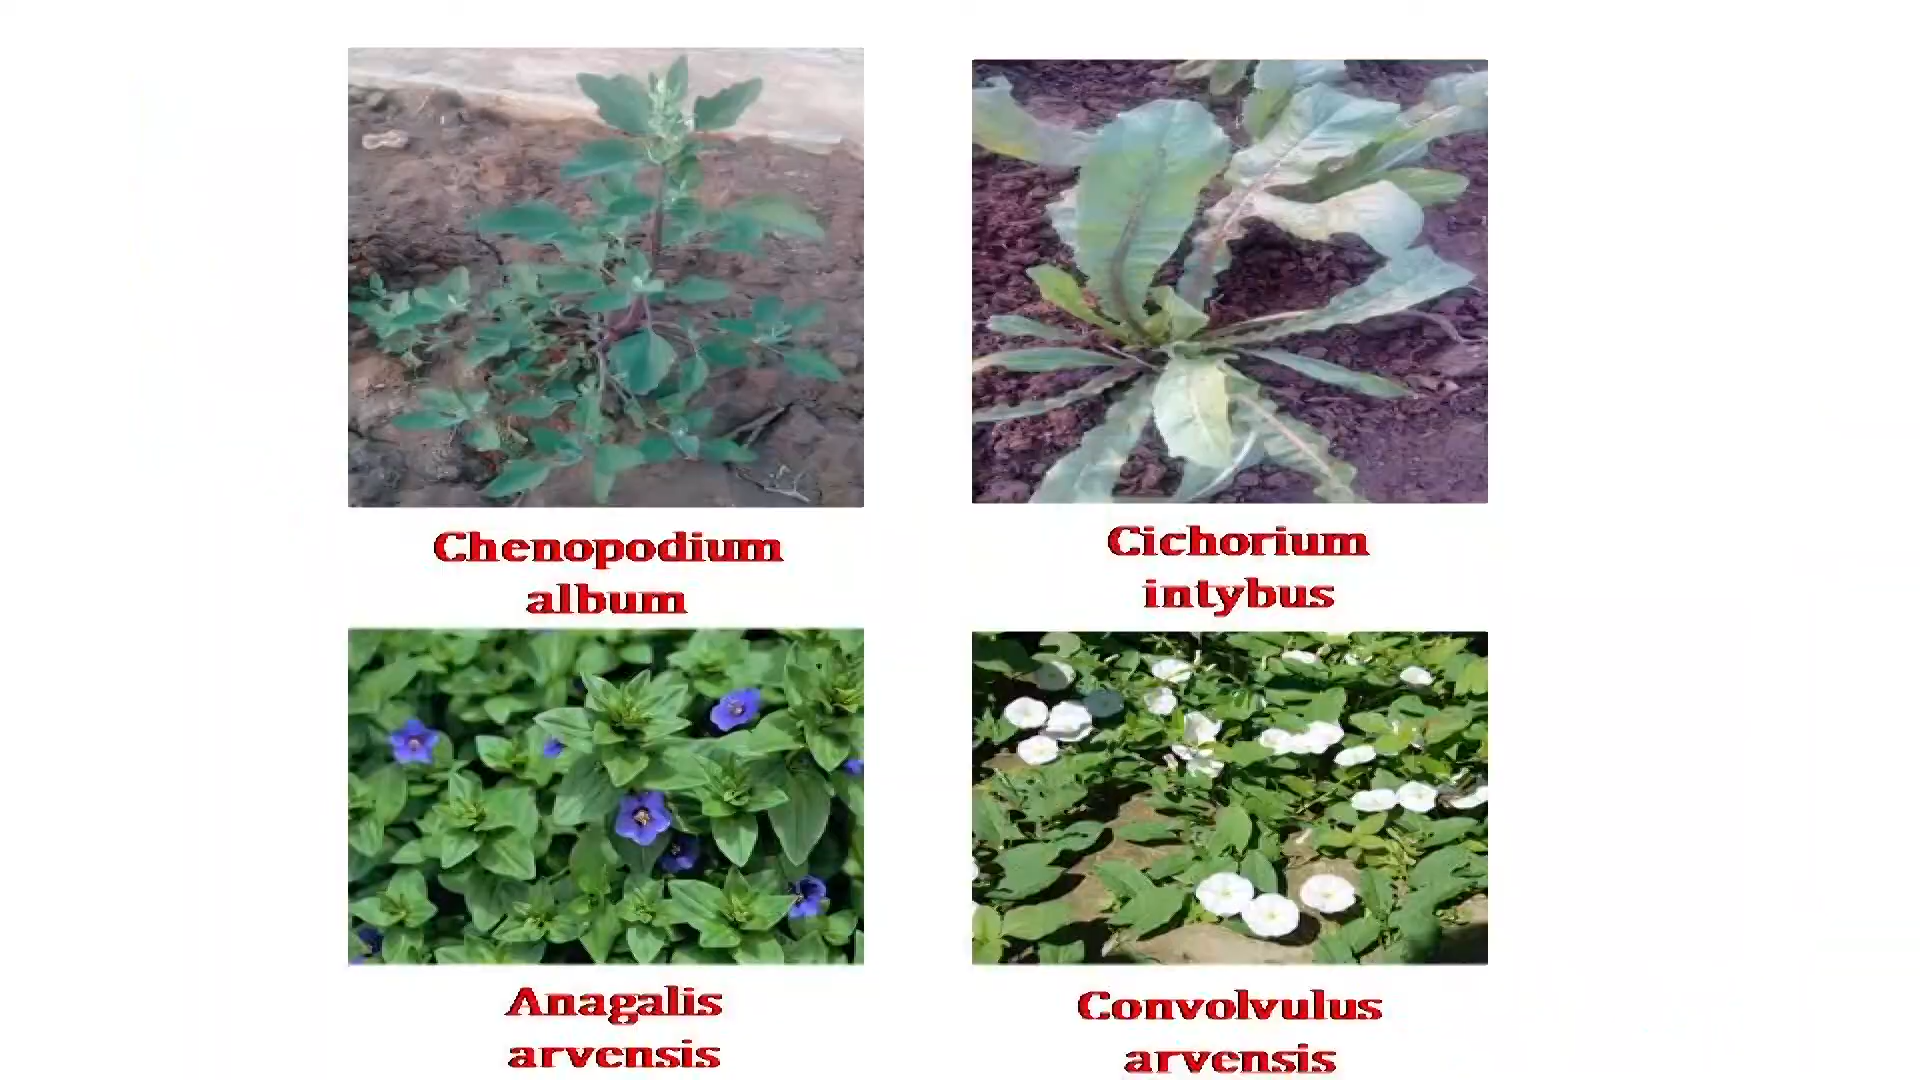 Chenopodium
album
Cichorium
intybus
Anagalis
arvensis
Convolvulus
arvensis